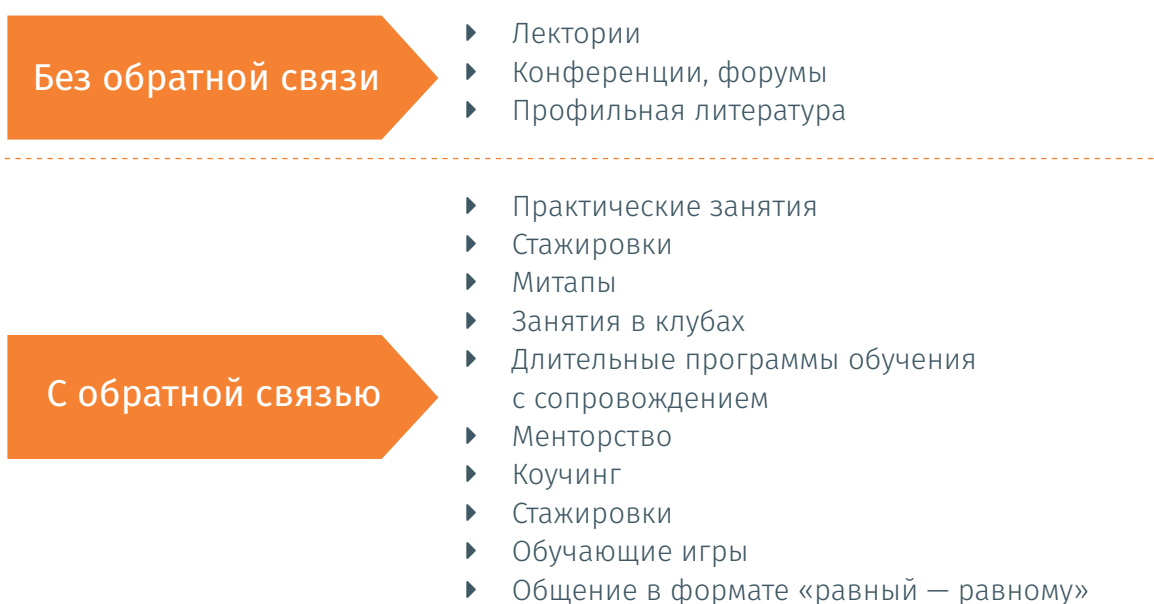 Без обратной связи
Лектории
Конференции, форумы
Профильная литература
С обратной связью
Практические занятия
Стажировки
Митапы
Занятия в клубах
Длительные программы обучения
с сопровождением
Менторство
Коучинг
Стажировки
Обучающие игры
Общение в формате «равный — равному»